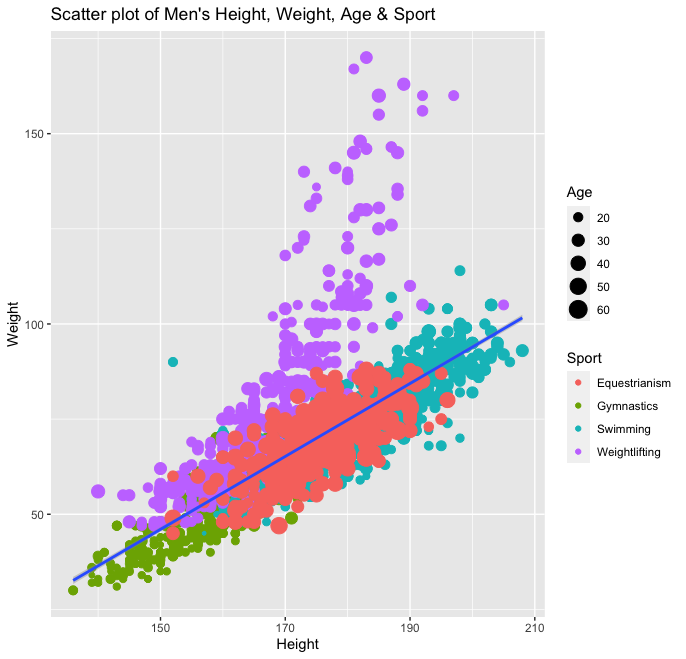 Scatter plot of Men's Height, Weight, Age & Sport
Weight
150
100
50
150
170
190
210
Height
Age
20
30
40
50
60
Sport
Equestrianism
Gymnastics
Swimming
Weightlifting